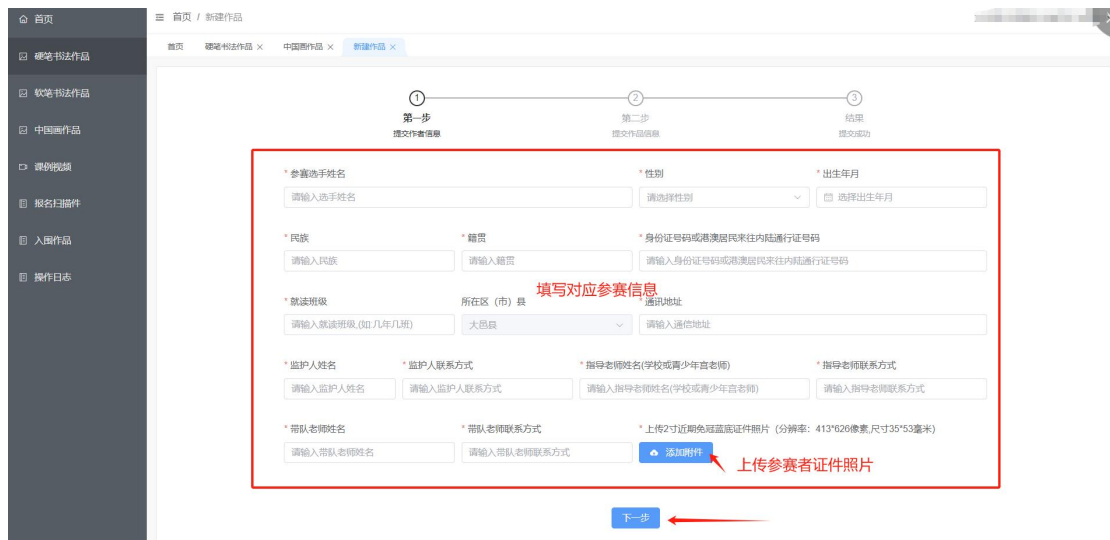 首页
硬笔书法作品
软笔书法作品
中国画作品
课例视频
报名扫描件
入围作品
操作日志
首页 / 新建作品
首页 硬笔书法作品 × 中国画作品 × 新建作品 ×
1 2 3
第一步 第二步 结果
提交作者信息 提交作品信息 提交成功
* 参赛选手姓名 * 性别 * 出生年月
请输入选手姓名 请选择性别 选择出生年月
* 民族 * 籍贯 * 身份证号码或港澳居民来往内陆通行证号码
请输入民族 请输入籍贯 请输入身份证号码或港澳居民来往内陆通行证号码
填写对应参赛信息
* 就读班级 所在区（市）县 * 通讯地址
请输入就读班级,(如:几年几班) 大邑县 请输入通信地址
* 监护人姓名 * 监护人联系方式 * 指导老师姓名(学校或青少年宫老师) * 指导老师联系方式
请输入监护人姓名 请输入监护人联系方式 请输入指导老师姓名(学校或青少年宫老师) 请输入指导老师联系方式
* 带队老师姓名 * 带队老师联系方式 * 上传2寸近期免冠蓝底证件照片（分辨率：413*626像素,尺寸35*53毫米）
请输入带队老师姓名 请输入带队老师联系方式 添加附件
上传参赛者证件照片
下一步